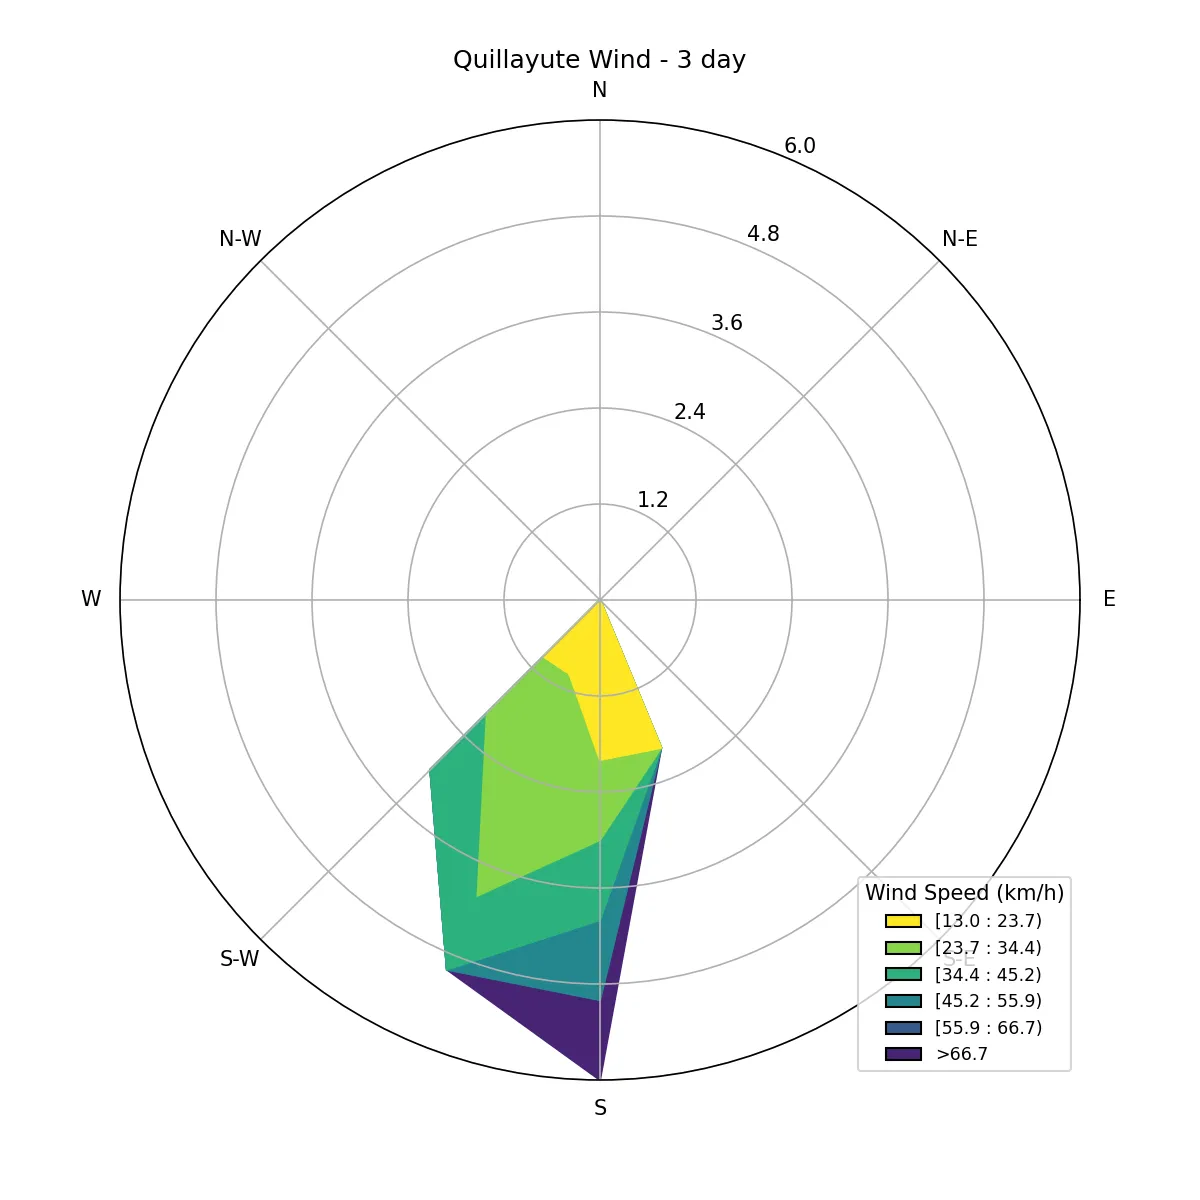 Quillayute Wind - 3 day
N
6.0
4.8
N-W
N-E
3.6
2.4
1.2
W
E
Wind Speed (km/h)
[13.0 : 23.7)
[23.7 : 34.4)
S-W
S-E
[34.4 : 45.2)
[45.2 : 55.9)
[55.9 : 66.7)
>66.7
S